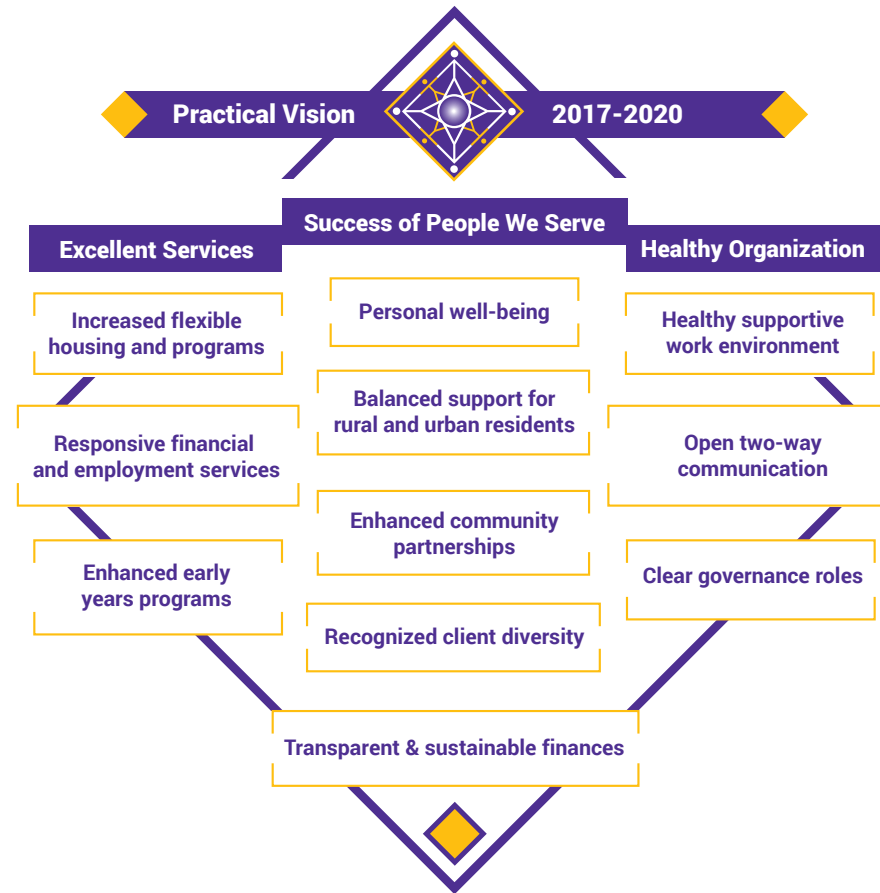 Practical Vision 2017-2020
Success of People We Serve
Excellent Services
Healthy Organization
Increased flexible
housing and programs
Responsive financial
and employment services
Enhanced early
years programs
Personal well-being
Balanced support for
rural and urban residents
Enhanced community
partnerships
Recognized client diversity
Healthy supportive
work environment
Open two-way
communication
Clear governance roles
Transparent & sustainable finances